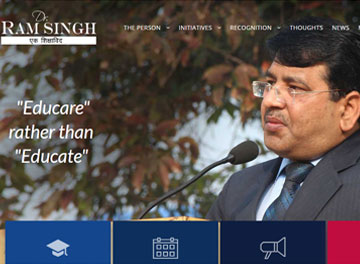 Dr.
RAM SINGH
एक शिक्षाविद
THE PERSON
INITIATIVES
RECOGNITION
THOUGHTS
NEWS
"Educare"
rather than
"Educate"